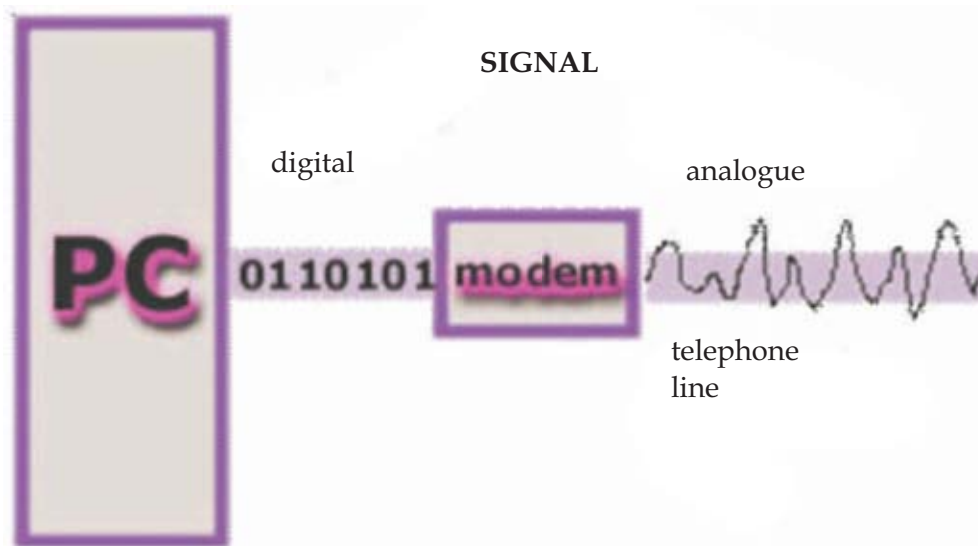 SIGNAL
digital
analogue
PC
0110101
modem
telephone
line